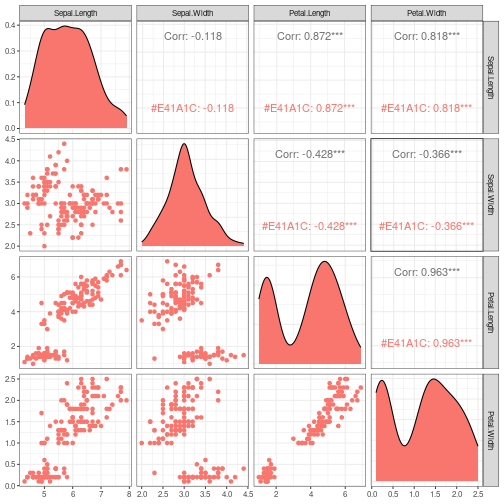 Sepal.Length
Sepal.Width
Petal.Length
Petal.Width
0.4
0.3
0.2
0.1
0.0
Corr: -0.118
#E41A1C: -0.118
Corr: 0.872***
#E41A1C: 0.872***
Corr: 0.818***
#E41A1C: 0.818***
Sepal.Length
4.5
4.0
3.5
3.0
2.5
2.0
Corr: -0.428***
#E41A1C: -0.428***
Corr: -0.366***
#E41A1C: -0.366***
Sepal.Width
6
4
2
Corr: 0.963***
#E41A1C: 0.963***
Petal.Length
2.5
2.0
1.5
1.0
0.5
0.0
Petal.Width
5 6 7 8
2.0 2.5 3.0 3.5 4.0 4.5
2 4 6
0.0 0.5 1.0 1.5 2.0 2.5